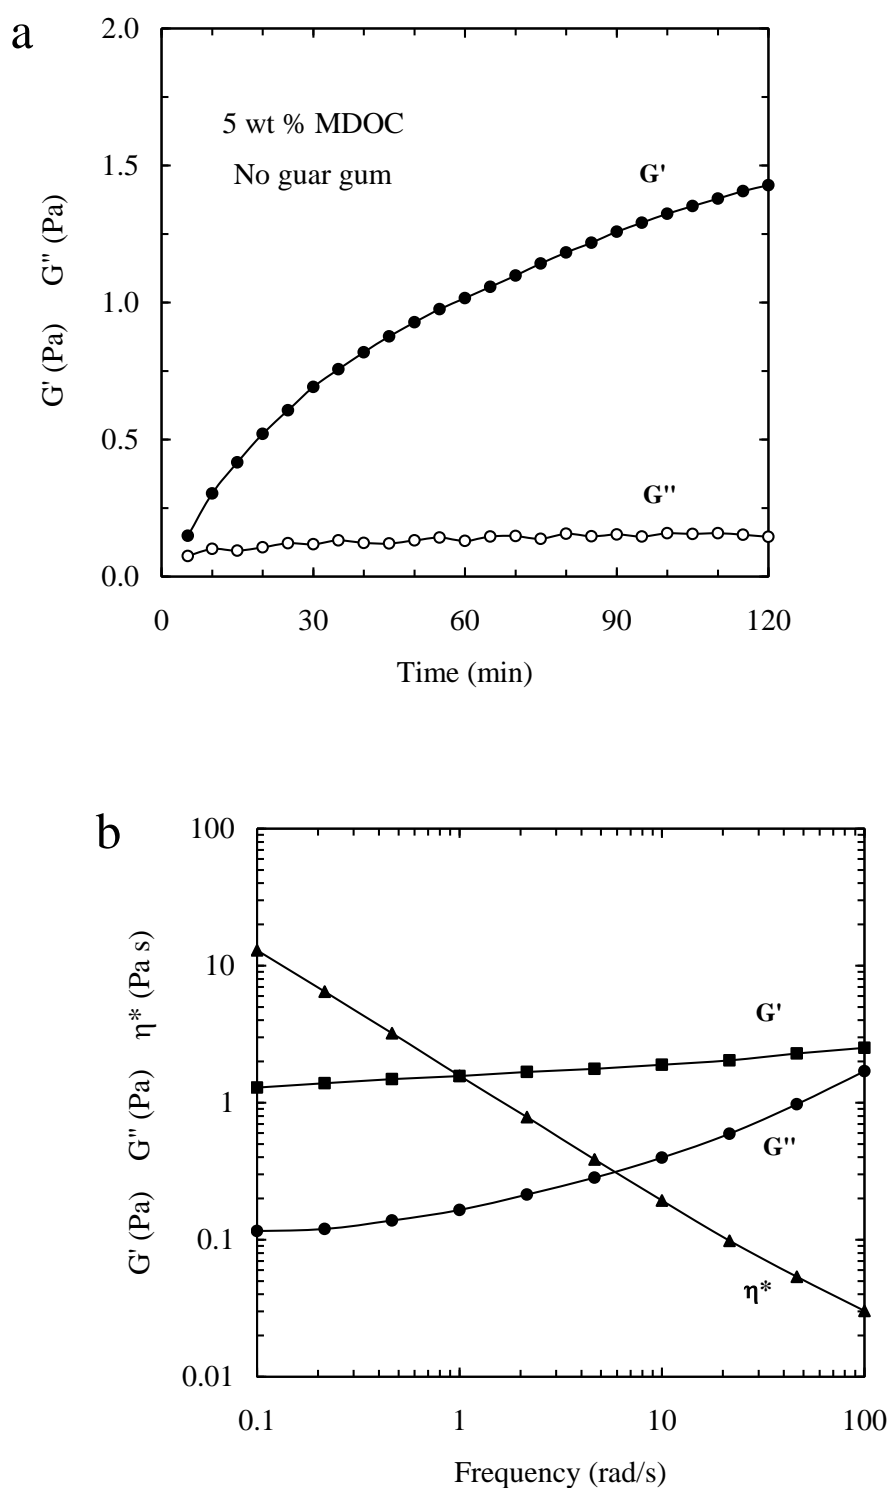 a
2.0
5 wt % MDOC
No guar gum
G'
1.5
G' (Pa) G'' (Pa)
1.0
0.5
G''
0.0
0 30 60 90 120
Time (min)
b
100
G' (Pa) G'' (Pa) η* (Pa s)
10
G'
1
G''
0.1
η*
0.01
0.1 1 10 100
Frequency (rad/s)